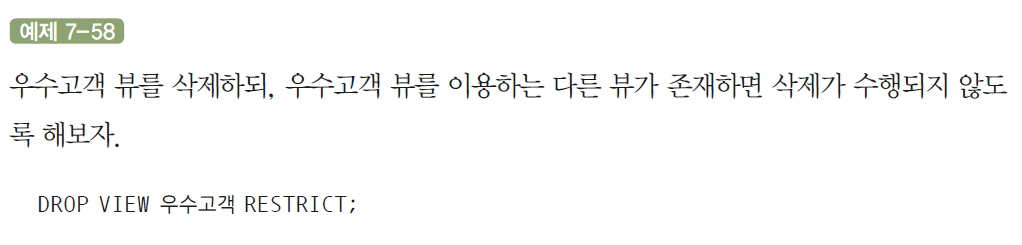 예제 7-58
우수고객 뷰를 삭제하되, 우수고객 뷰를 이용하는 다른 뷰가 존재하면 삭제가 수행되지 않도
록 해보자.
DROP VIEW 우수고객 RESTRICT;